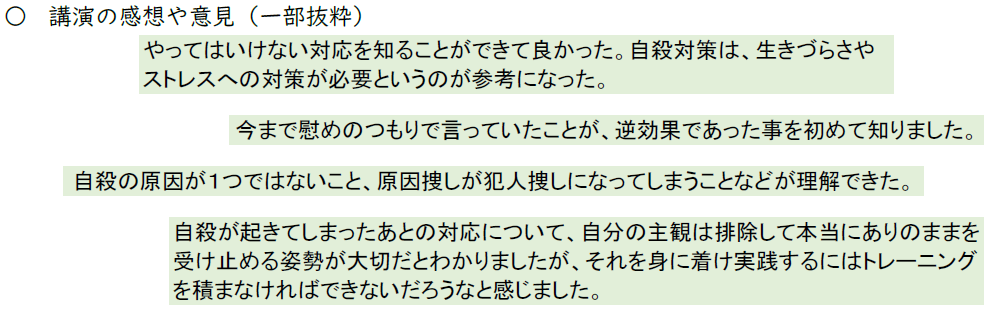 ○　講演の感想や意見（一部抜粋）
やってはいけない対応を知ることができて良かった。自殺対策は、生きづらさや
ストレスへの対策が必要というのが参考になった。
今まで慰めのつもりで言っていたことが、逆効果であった事を初めて知りました。
自殺の原因が１つではないこと、原因捜しが犯人捜しになってしまうことなどが理解できた。
自殺が起きてしまったあとの対応について、自分の主観は排除して本当にありのままを
受け止める姿勢が大切だとわかりましたが、それを身に着け実践するにはトレーニング
を積まなければできないだろうなと感じました。